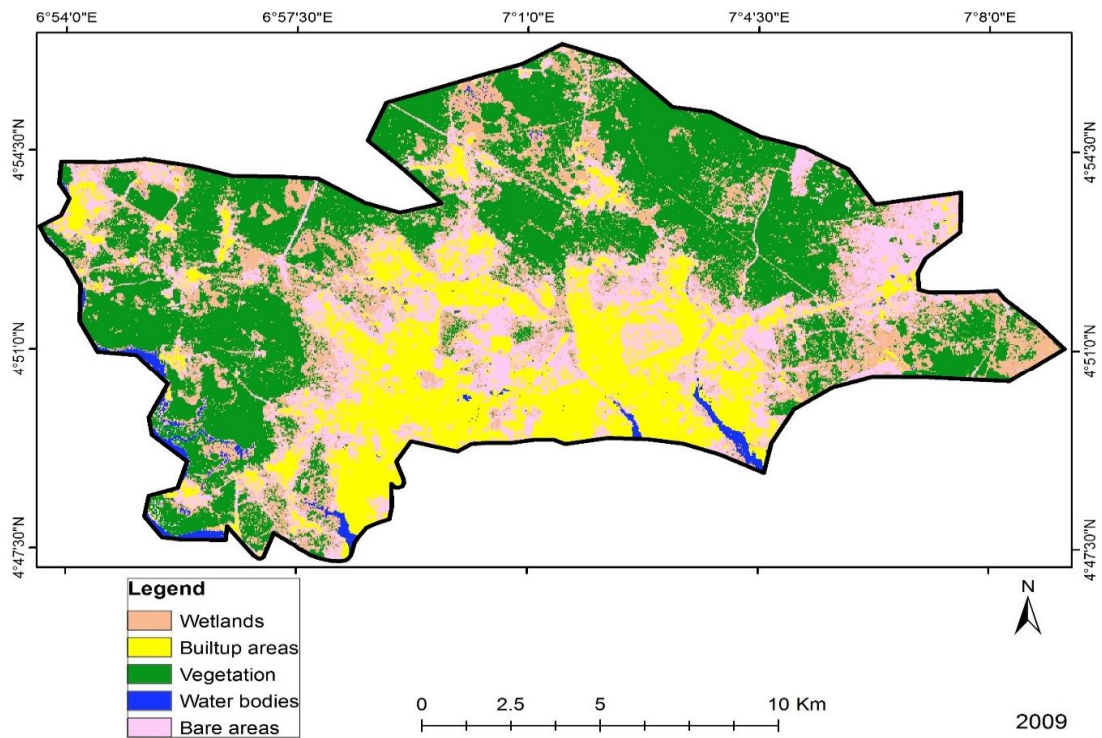 6°54'0"E 6°57'30"E 7°1'0"E 7°4'30"E 7°8'0"E
4°54'30"N 4°54'30"N
4°51'0"N 4°51'0"N
4°47'30"N 4°47'30"N
Legend
Wetlands
Builtup areas
Vegetation
Water bodies
Bare areas
N
0 2.5 5 10 Km
2009